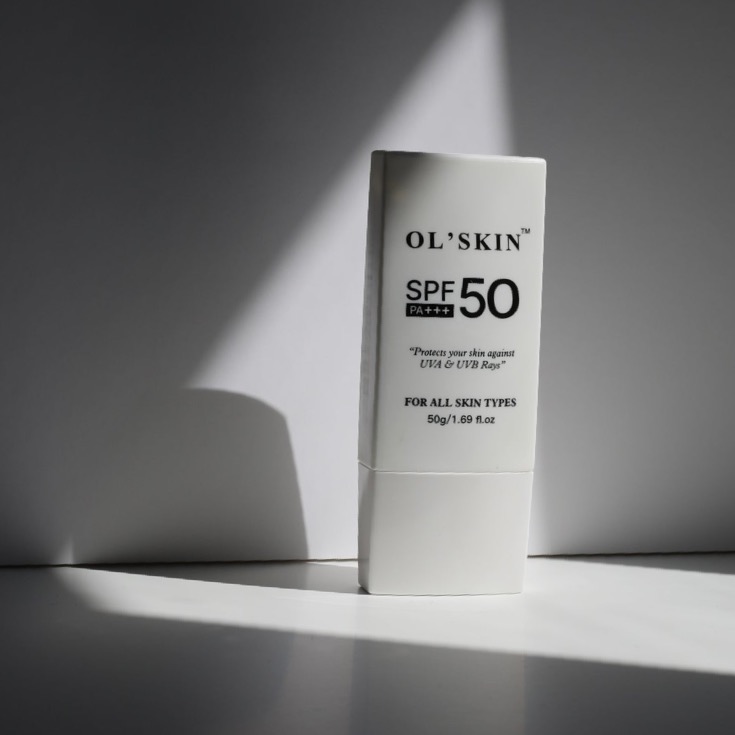 OL'SKIN™
SPF 50
PA+++
“Protects your skin against
UVA & UVB Rays”
FOR ALL SKIN TYPES
50g/1.69 fl.oz